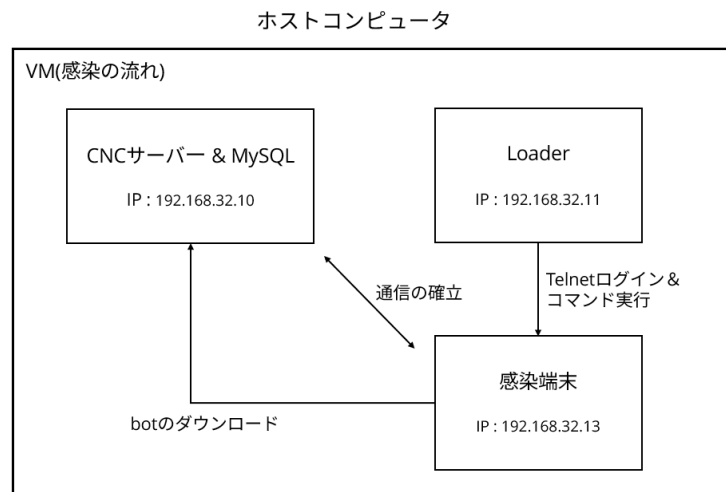 ホストコンピュータ
VM(感染の流れ)
CNCサーバー & MySQL
IP : 192.168.32.10
Loader
IP : 192.168.32.11
通信の確立
Telnetログイン &
コマンド実行
感染端末
IP : 192.168.32.13
botのダウンロード